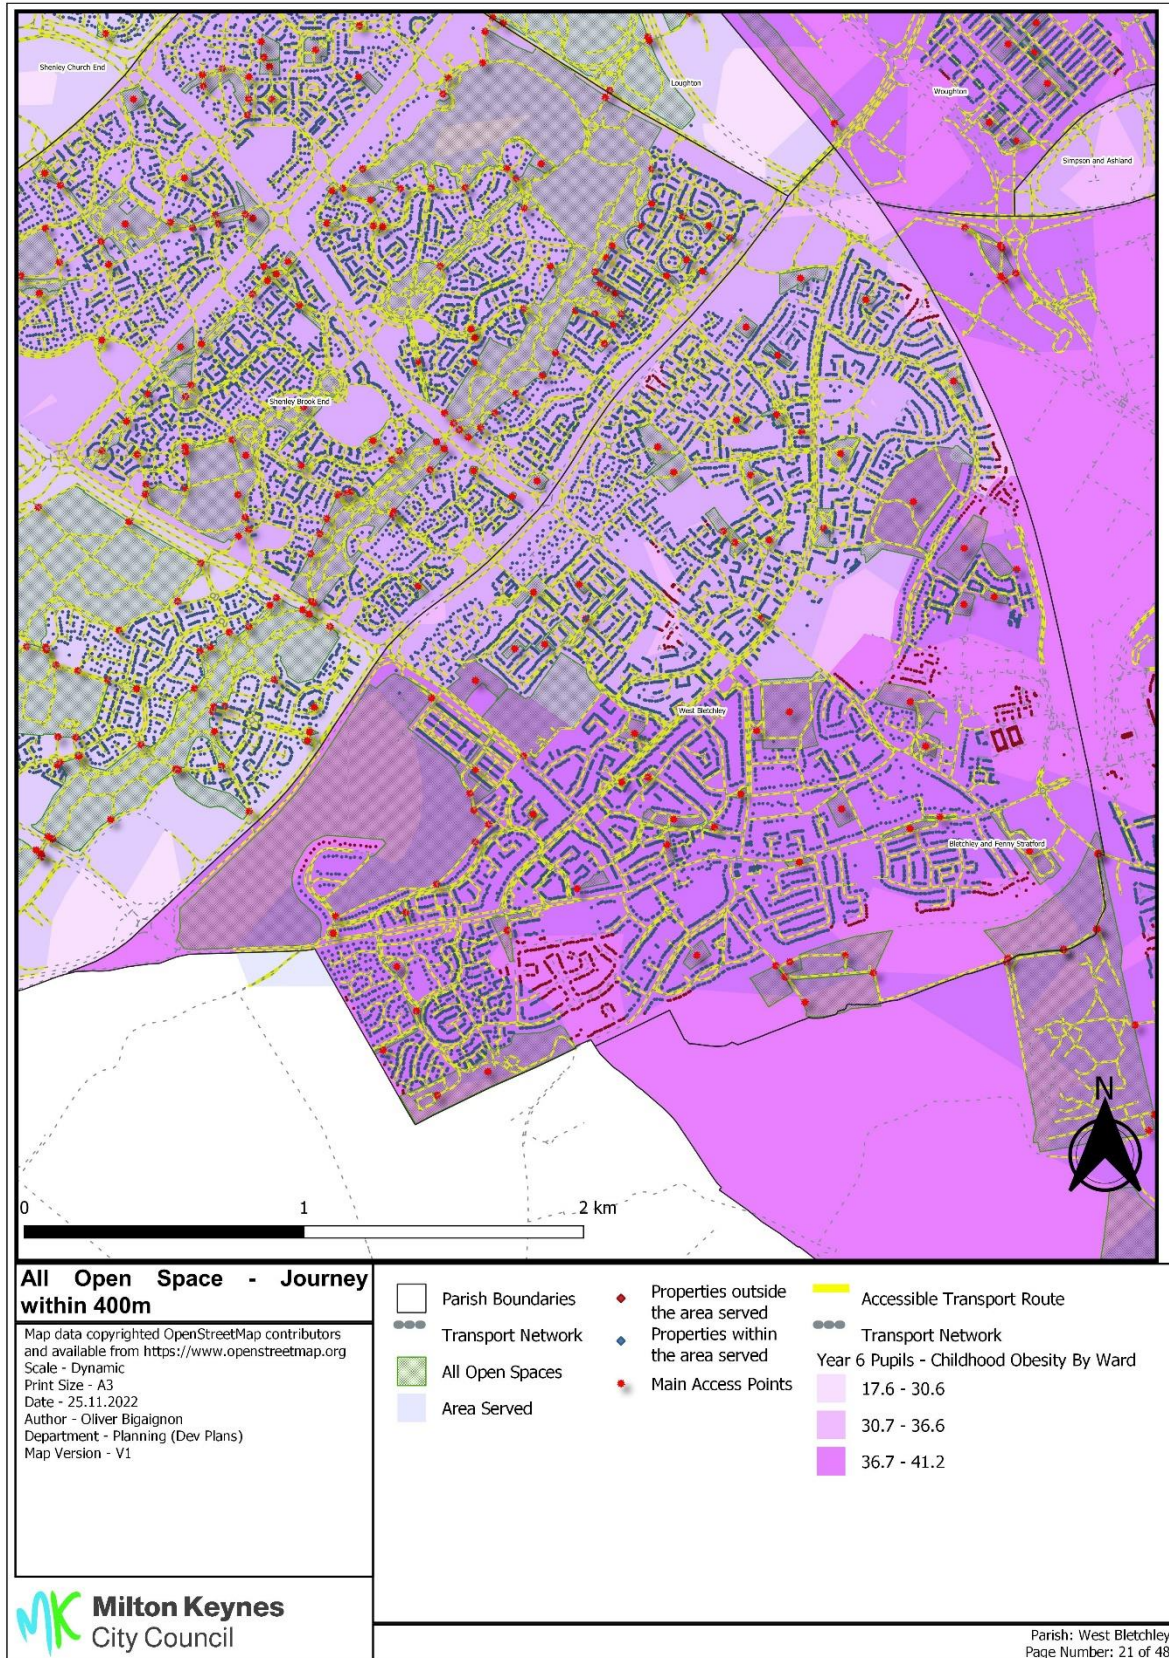 Shenley Church End
Loughton
Woughton
Simpson and Ashland
Shenley Brook End
West Bletchley
Bletchley and Fenny Stratford
N
0 1 2 km
All Open Space - Journey
within 400m
Map data copyrighted OpenStreetMap contributors
and available from https://www.openstreetmap.org
Scale - Dynamic
Print Size - A3
Date - 25.11.2022
Author - Oliver Bigaignon
Department - Planning (Dev Plans)
Map Version - V1
MK Milton Keynes
City Council
Parish Boundaries
Transport Network
All Open Spaces
Area Served
Properties outside
the area served
Properties within
the area served
Main Access Points
Accessible Transport Route
Transport Network
Year 6 Pupils - Childhood Obesity By Ward
17.6 - 30.6
30.7 - 36.6
36.7 - 41.2
Parish: West Bletchley
Page Number: 21 of 48